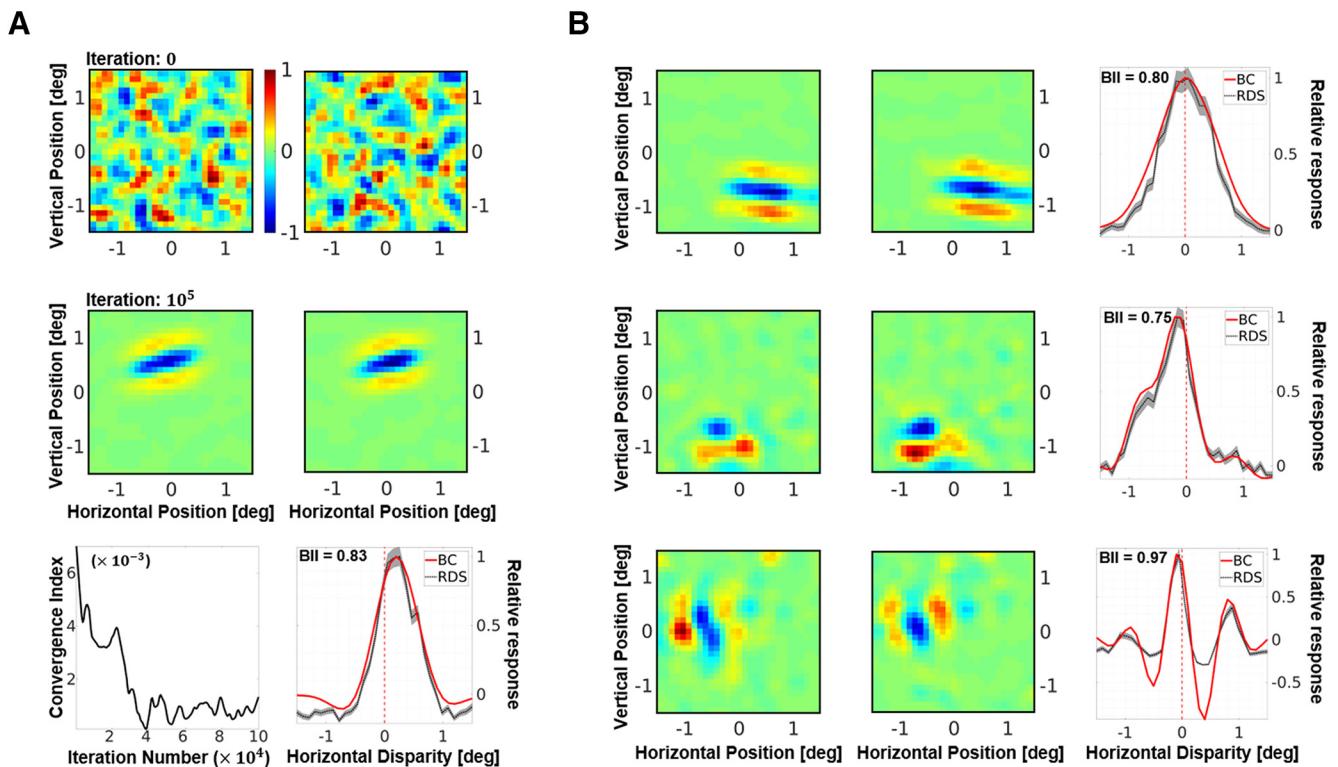 A
B
Iteration: 0
Vertical Position [deg]
1
0
-1
-1
0
1
1
0
-1
1
0
-1
-1
0
1
Iteration: 10^5
Vertical Position [deg]
1
0
-1
-1
0
1
Horizontal Position [deg]
1
0
-1
-1
0
1
Horizontal Position [deg]
Convergence Index
(× 10^-3)
6
4
2
2
4
6
8
10
Iteration Number (× 10^4)
BII = 0.83
BC
RDS
1
0.5
0
Relative response
-1
0
1
Horizontal Disparity [deg]
Vertical Position [deg]
1
0
-1
-1
0
1
1
0
-1
-1
0
1
BII = 0.80
BC
RDS
1
0.5
0
Relative response
-1
0
1
Vertical Position [deg]
1
0
-1
-1
0
1
1
0
-1
-1
0
1
BII = 0.75
BC
RDS
1
0.5
0
Relative response
-1
0
1
Vertical Position [deg]
1
0
-1
-1
0
1
Horizontal Position [deg]
1
0
-1
-1
0
1
Horizontal Position [deg]
BII = 0.97
BC
RDS
1
0.5
0
-0.5
Relative response
-1
0
1
Horizontal Disparity [deg]